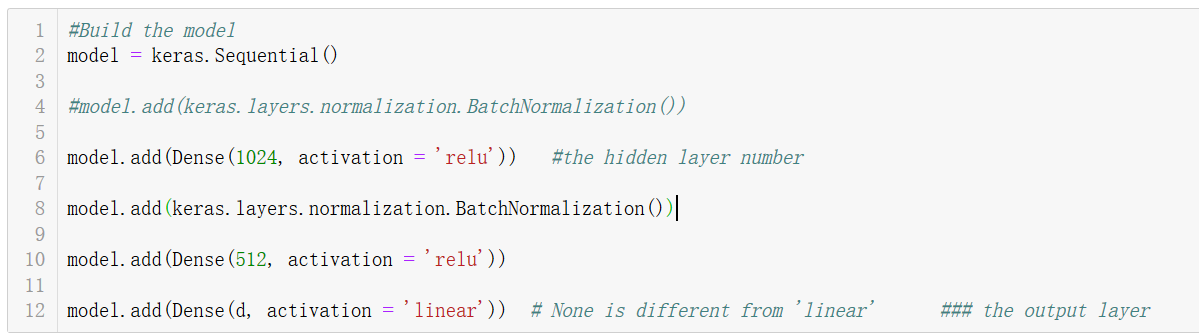 1 #Build the model
2 model = keras.Sequential()
3
4 #model.add(keras.layers.normalization.BatchNormalization())
5
6 model.add(Dense(1024, activation = 'relu'))   #the hidden layer number
7
8 model.add(keras.layers.normalization.BatchNormalization())
9
10 model.add(Dense(512, activation = 'relu'))
11
12 model.add(Dense(d, activation = 'linear'))  # None is different from 'linear'      ### the output layer